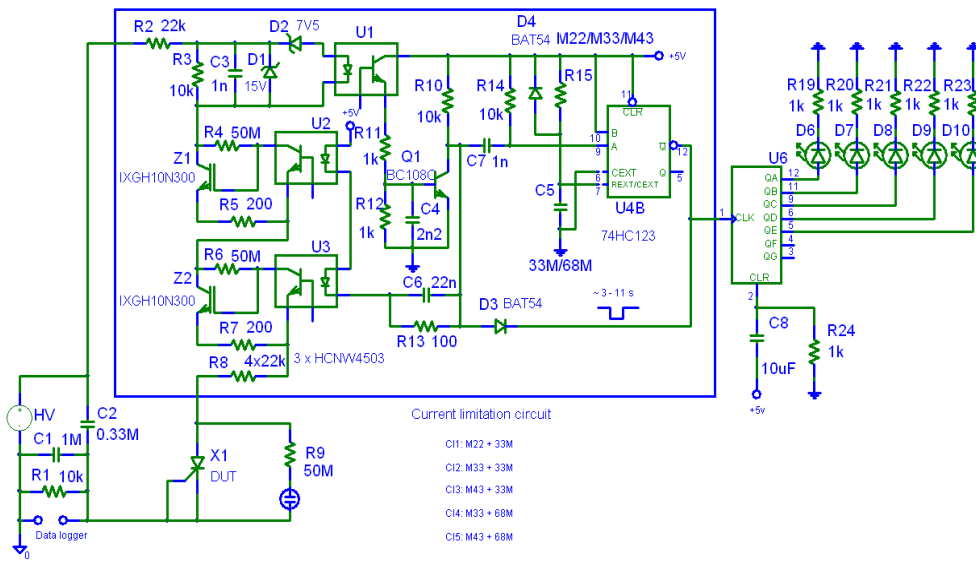 R2 22k
D2 7V5
U1
D4
BAT54 M22/M33/M43
R3
10k
C3
1n
D1
15V
+5V
R10
10k
R14
10k
R15
+5V
11
CLR
R19
1k
R20
1k
R21
1k
R22
1k
R23
1k
R4 50M
U2
R11
1k
Z1
IXGH10N300
Q1
BC108C
C7 1n
10
9
B
A
Q
12
CEXT
REXT/CEXT
6
7
Q
5
U4B
74HC123
D6
D7
D8
D9
D10
U6
R5 200
R12
1k
C4
2n2
C5
33M/68M
1
CLK
QA
QB
QC
QD
QE
QF
QG
12
11
9
6
5
4
3
CLR
2
R6
50M
U3
Z2
IXGH10N300
C6 22n
D3 BAT54
~ 3 - 11 s
R7
200
R13 100
R8
4x22k
3 x HCNW4503
C8
10uF
R24
1k
+5v
HV
C2
0.33M
C1 1M
R1 10k
Data logger
0
X1
DUT
R9
50M
Current limitation circuit
Cl1: M22 + 33M
Cl2: M33 + 33M
Cl3: M43 + 33M
Cl4: M33 + 68M
Cl5: M43 + 68M